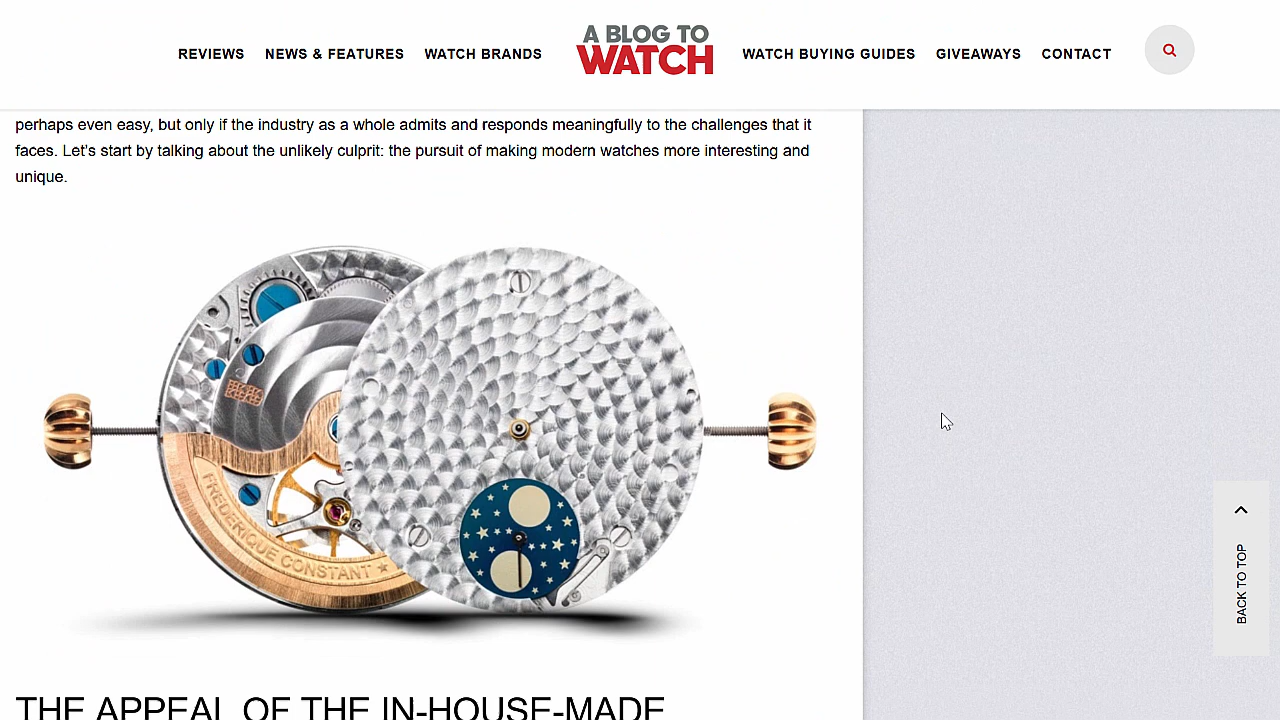 REVIEWS NEWS & FEATURES WATCH BRANDS A BLOG TO WATCH WATCH BUYING GUIDES GIVEAWAYS CONTACT
perhaps even easy, but only if the industry as a whole admits and responds meaningfully to the challenges that it
faces. Let's start by talking about the unlikely culprit: the pursuit of making modern watches more interesting and
unique.
FREDERIQUE CONSTANT
BACK TO TOP
THE APPEAL OF THE IN-HOUSE-MADE